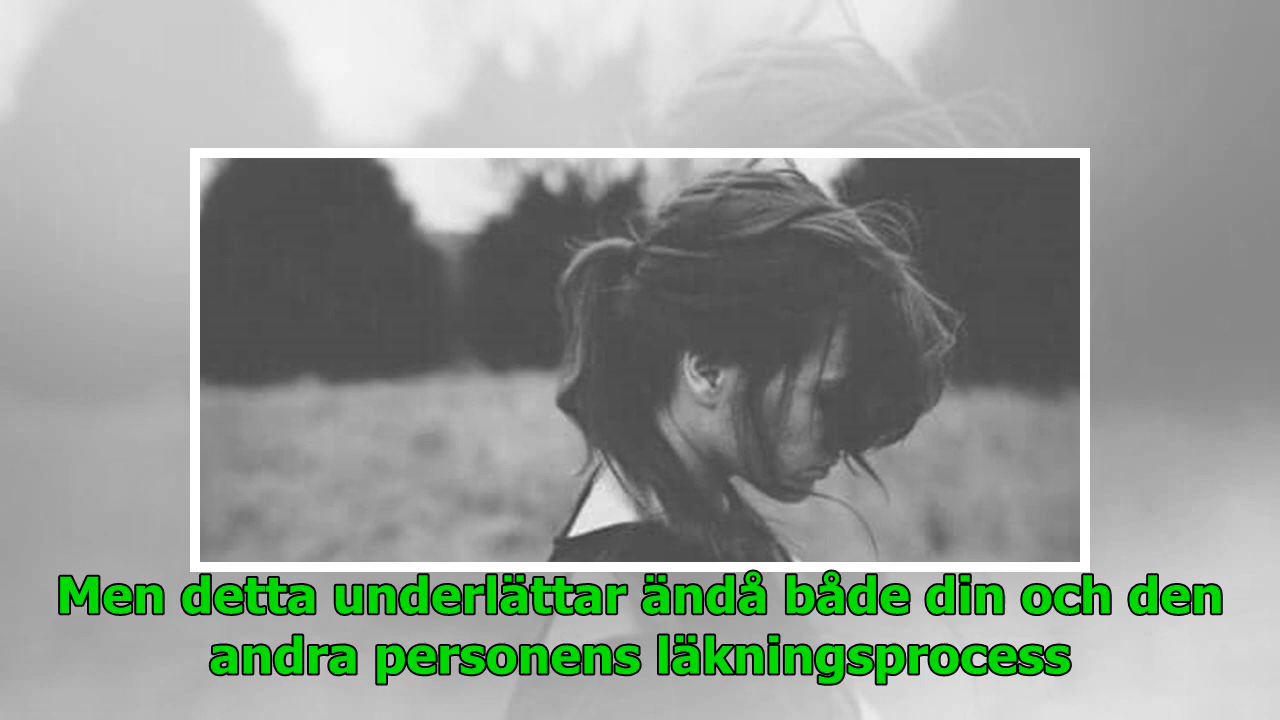 Men detta underlättar ändå både din och den
andra personens läkningsprocess